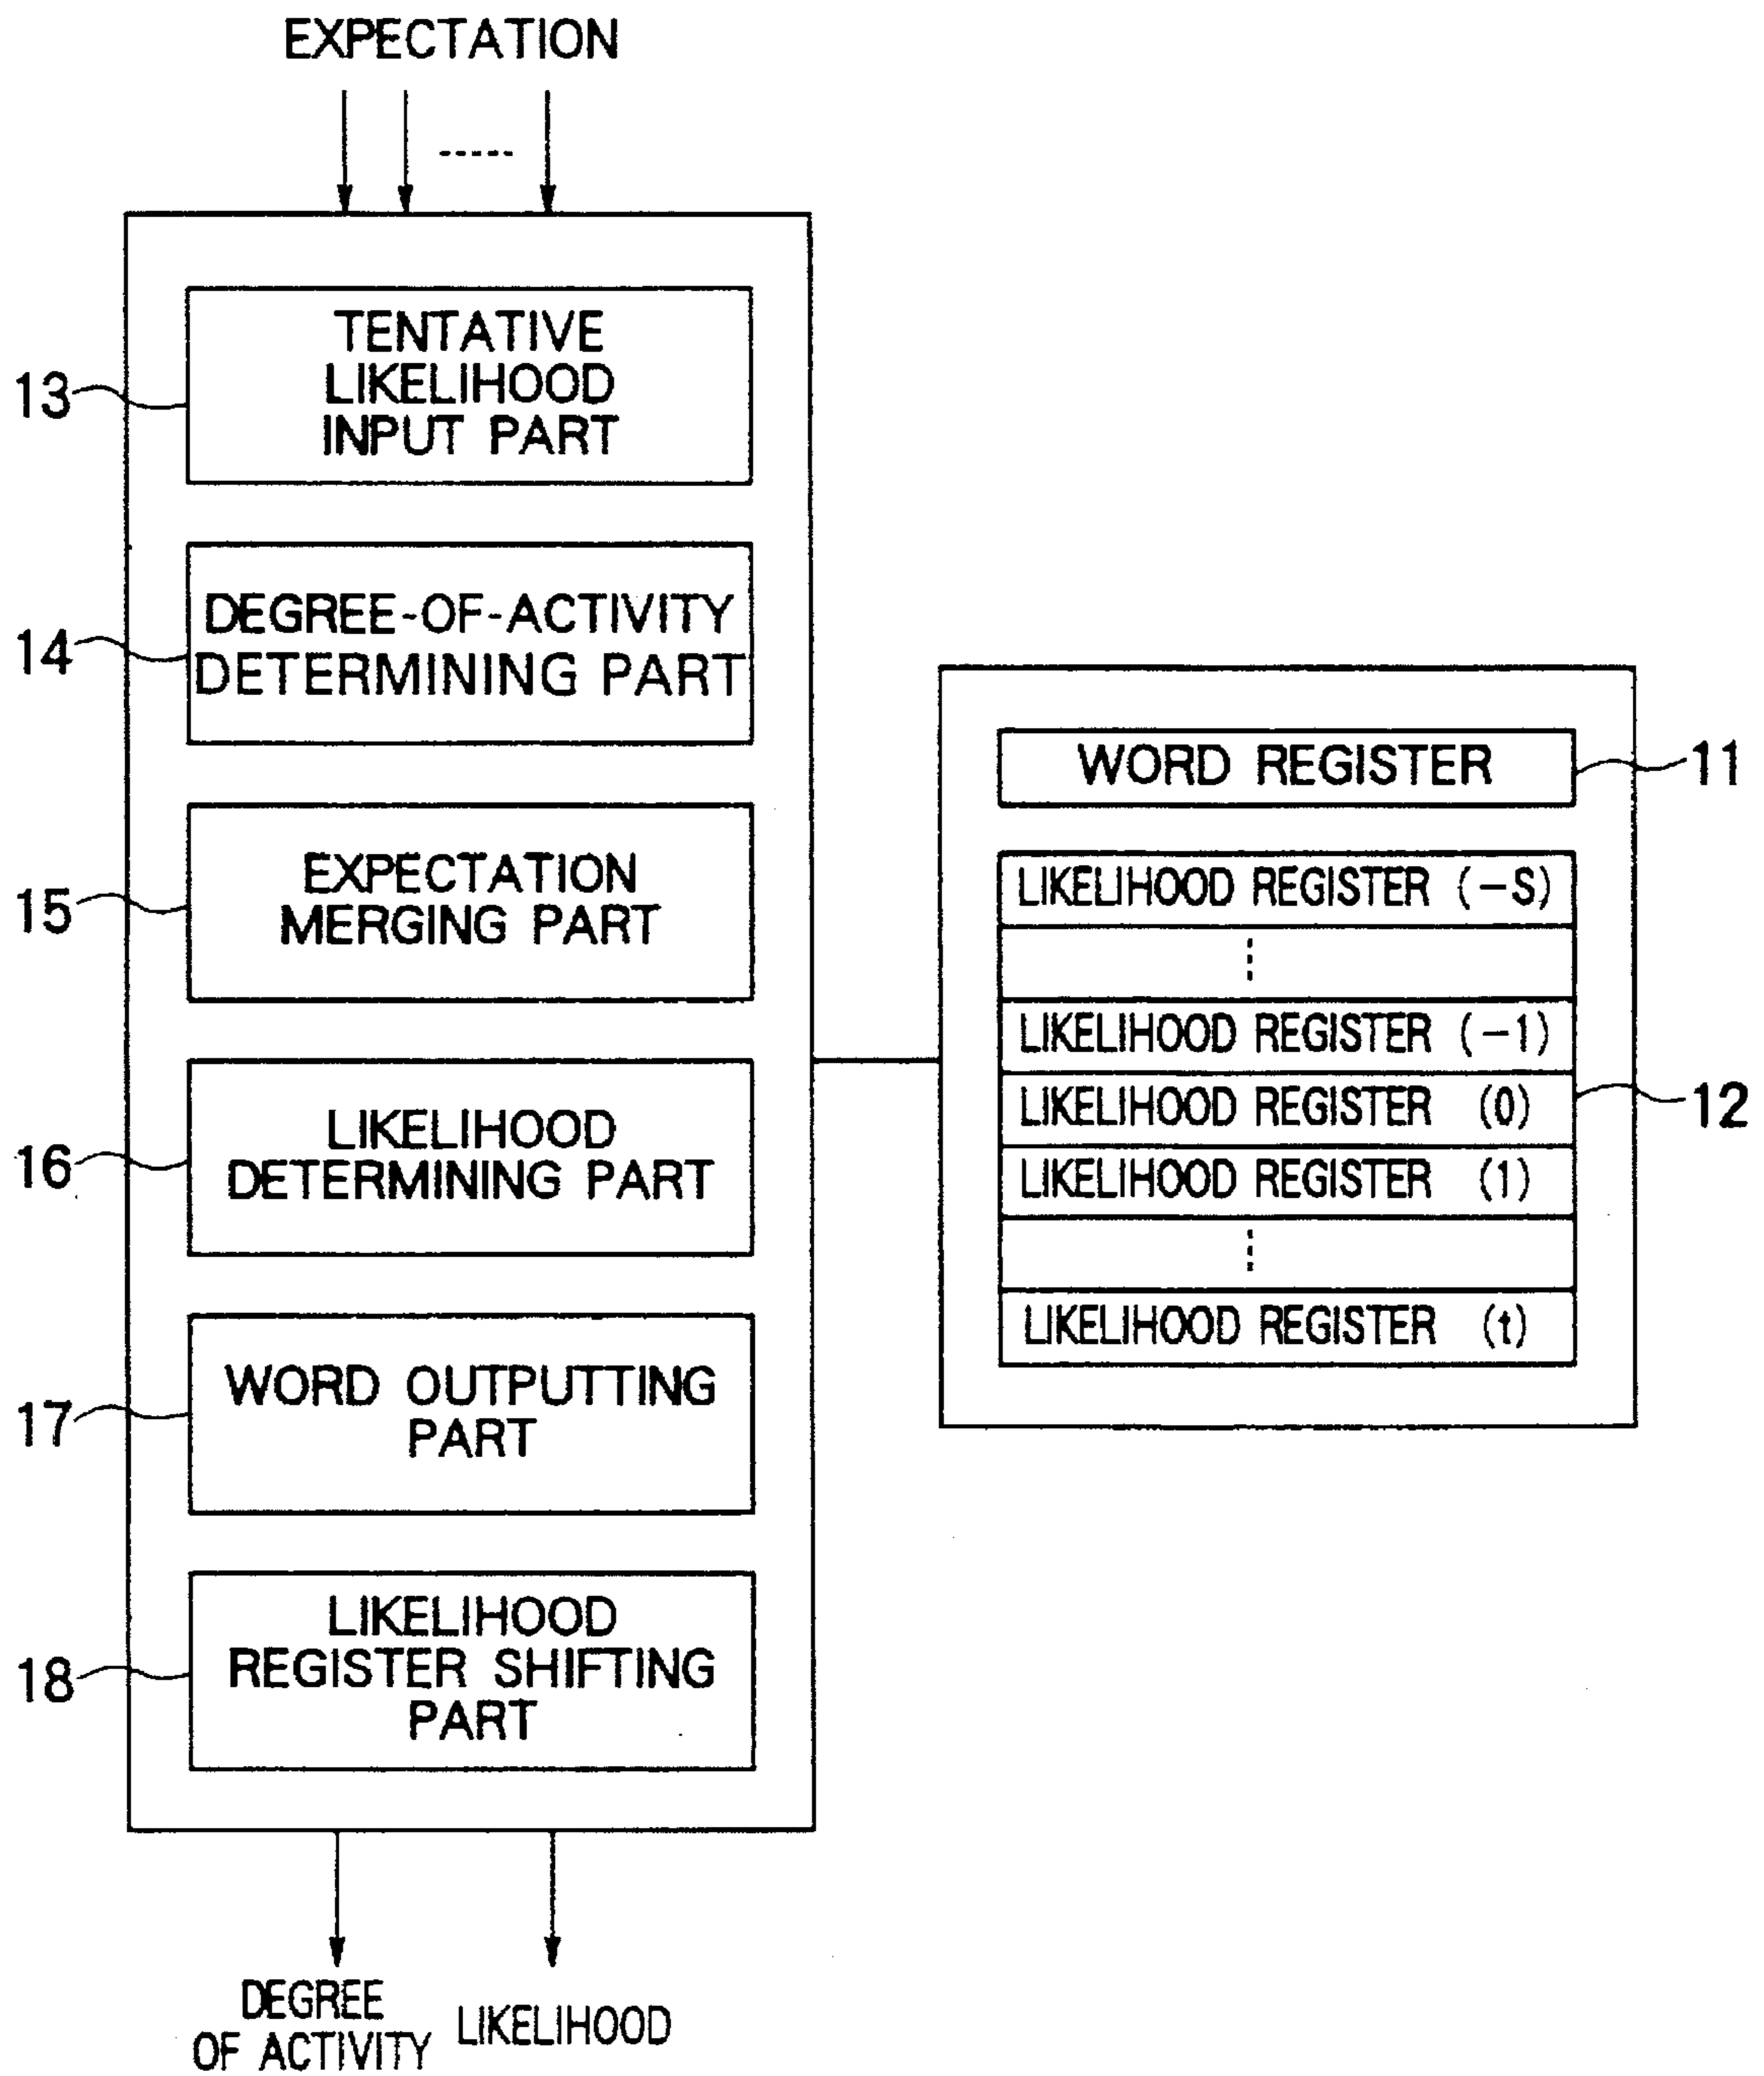 EXPECTATION
13
TENTATIVE
LIKELIHOOD
INPUT PART
14
DEGREE-OF-ACTIVITY
DETERMINING PART
15
EXPECTATION
MERGING PART
16
LIKELIHOOD
DETERMINING PART
17
WORD OUTPUTTING
PART
18
LIKELIHOOD
REGISTER SHIFTING
PART
WORD REGISTER
11
LIKELIHOOD REGISTER (-S)
LIKELIHOOD REGISTER (-1)
LIKELIHOOD REGISTER (0)
12
LIKELIHOOD REGISTER (1)
LIKELIHOOD REGISTER (t)
DEGREE
OF ACTIVITY
LIKELIHOOD